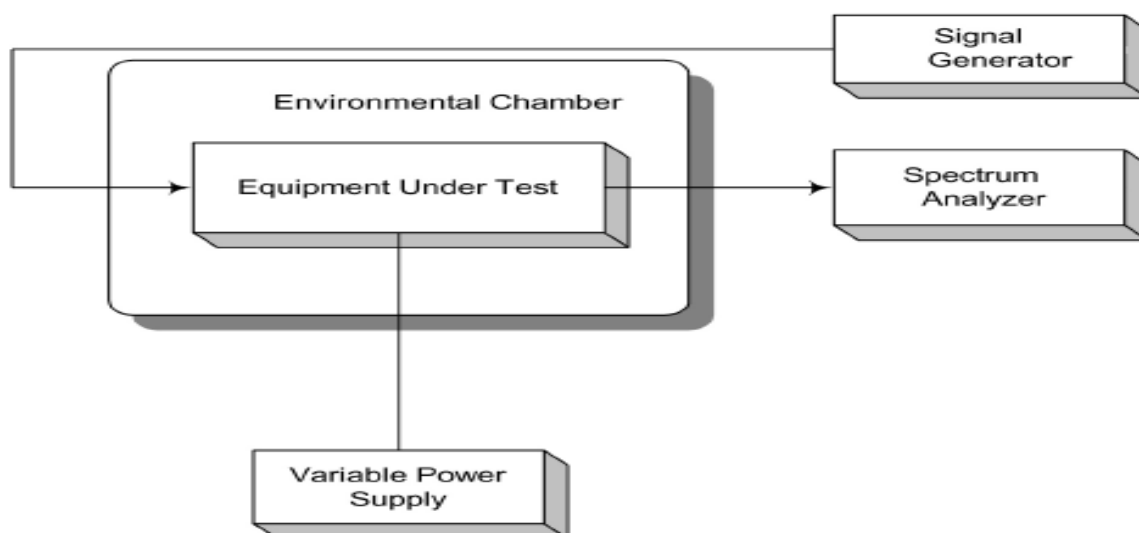 Signal
Generator
Environmental Chamber
Equipment Under Test
Spectrum
Analyzer
Variable Power
Supply